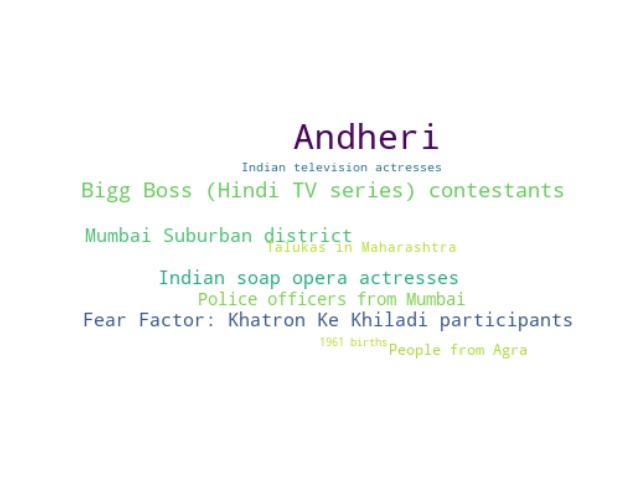 Andheri
Indian television actresses
Bigg Boss (Hindi TV series) contestants
Mumbai Suburban district
Talukas in Maharashtra
Indian soap opera actresses
Police officers from Mumbai
Fear Factor: Khatron Ke Khiladi participants
1961 births
People from Agra